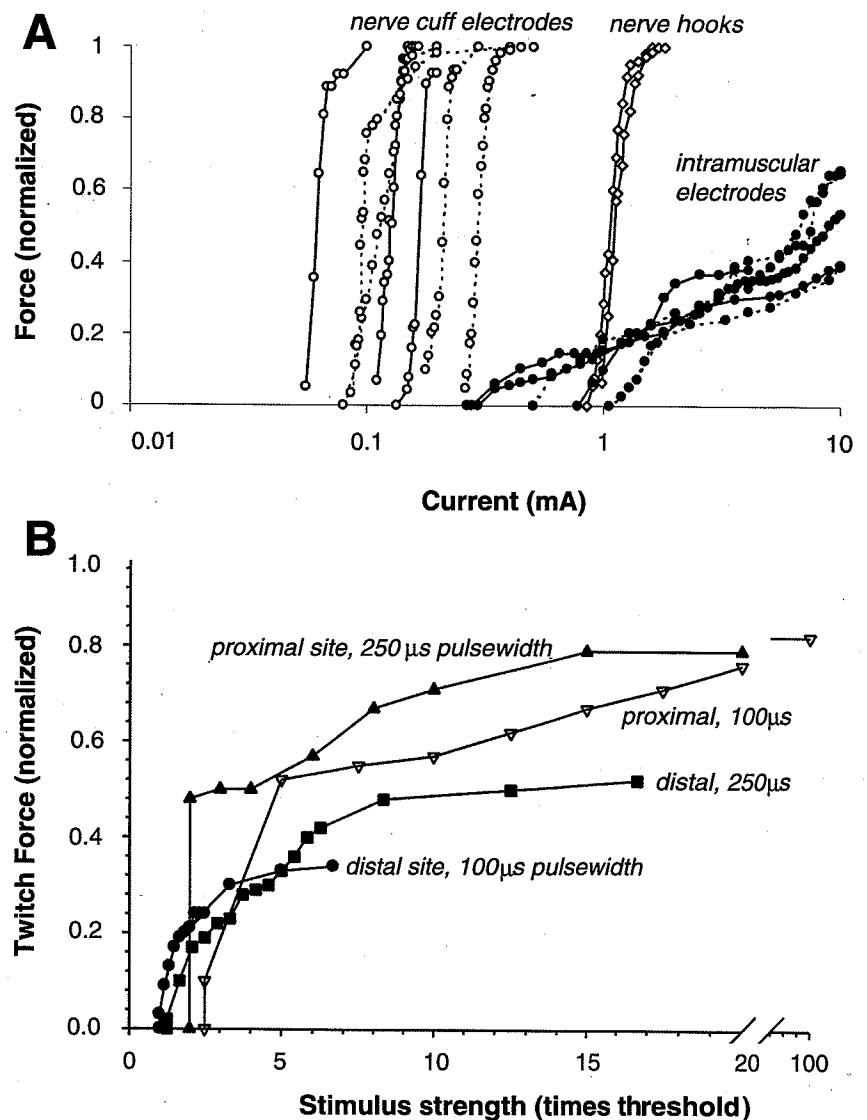 A
nerve cuff electrodes
nerve hooks
1
0.8
0.6
0.4
0.2
0
Force (normalized)
intramuscular
electrodes
0.01
0.1
1
10
Current (mA)
B
1.0
0.8
0.6
0.4
0.2
0.0
Twitch Force (normalized)
proximal site, 250 µs pulsewidth
proximal, 100µs
distal, 250µs
distal site, 100µs pulsewidth
0
5
10
15
20
100
Stimulus strength (times threshold)